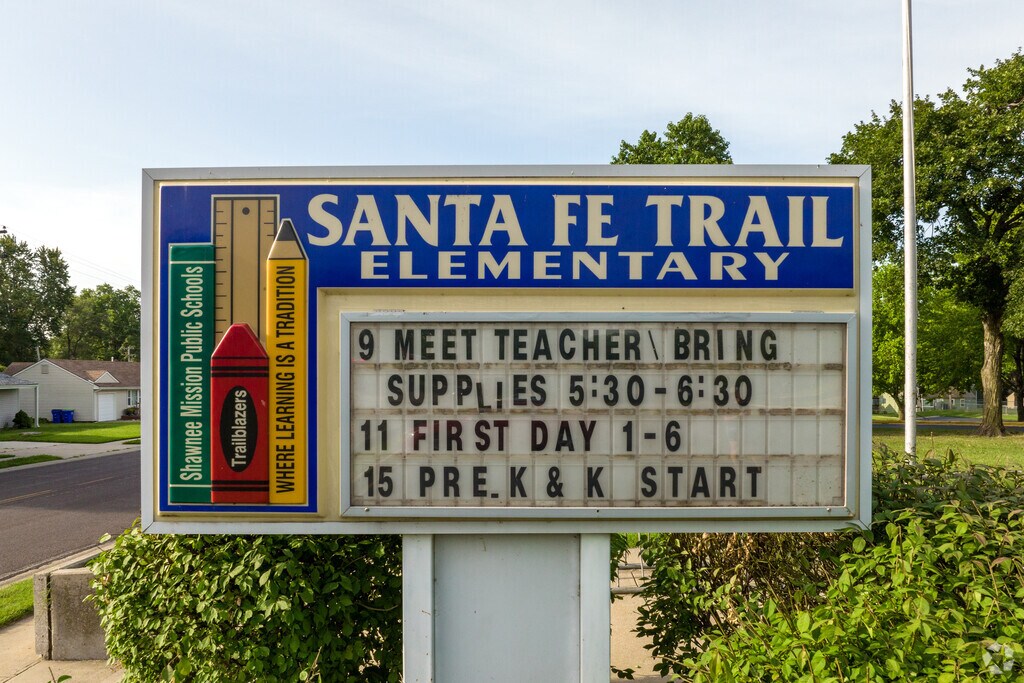 SANTA FE TRAIL
ELEMENTARY
Shawnee Mission Public Schools
Trailblazers
WHERE LEARNING IS A TRADITION
9 MEET TEACHER\BRING
SUPPLIES 5:30-6:30
11 FIRST DAY 1-6
15 PRE.K & K START